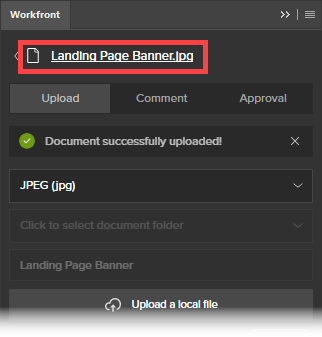 Workfront
Landing Page Banner.jpg
Upload Comment Approval
Document successfully uploaded!
JPEG (jpg)
Click to select document folder
Landing Page Banner
Upload a local file